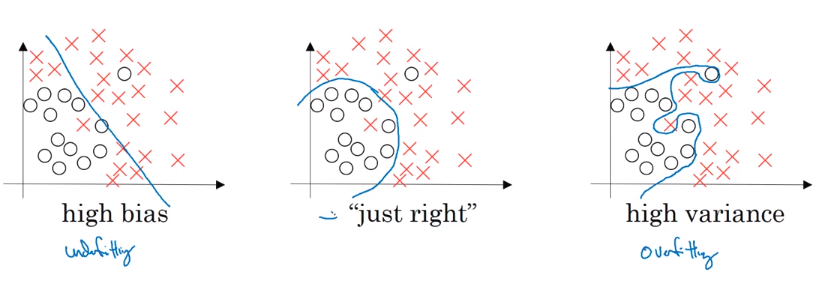 high bias
"just right"
high variance
underfitting
overfitting